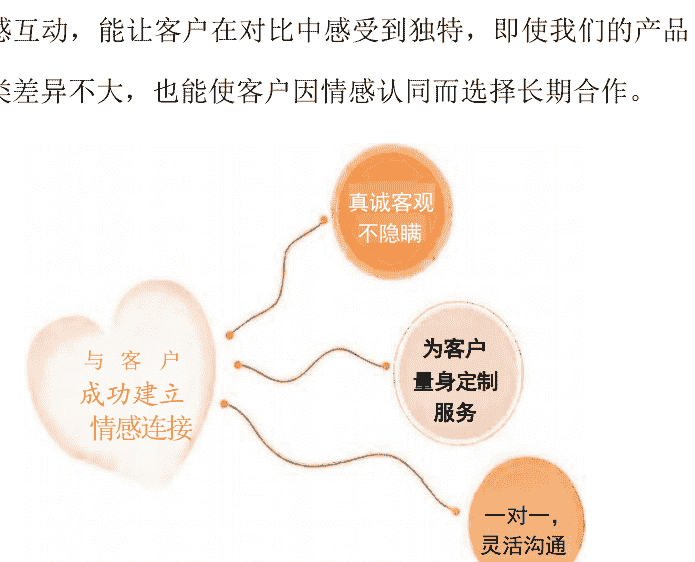 感互动，能让客户在对比中感受到独特，即使我们的产品
类差异不大，也能使客户因情感认同而选择长期合作。
真诚客观
不隐瞒
与客户
成功建立
情感连接
为客户
量身定制
服务
一对一，
灵活沟通